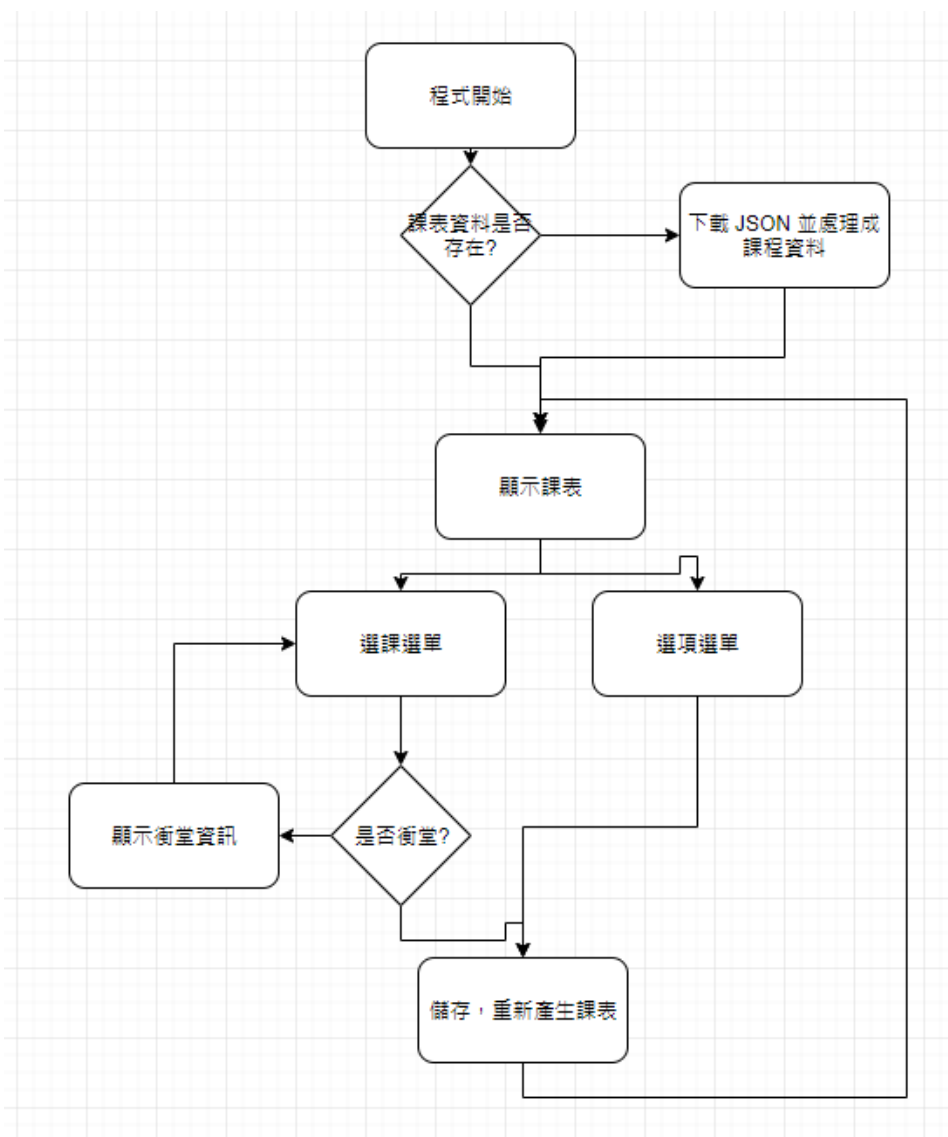 程式開始
課表資料是否
存在?
下載 JSON 並處理成
課程資料
顯示課表
選課選單
選項選單
顯示衝堂資訊
是否衝堂?
儲存，重新產生課表